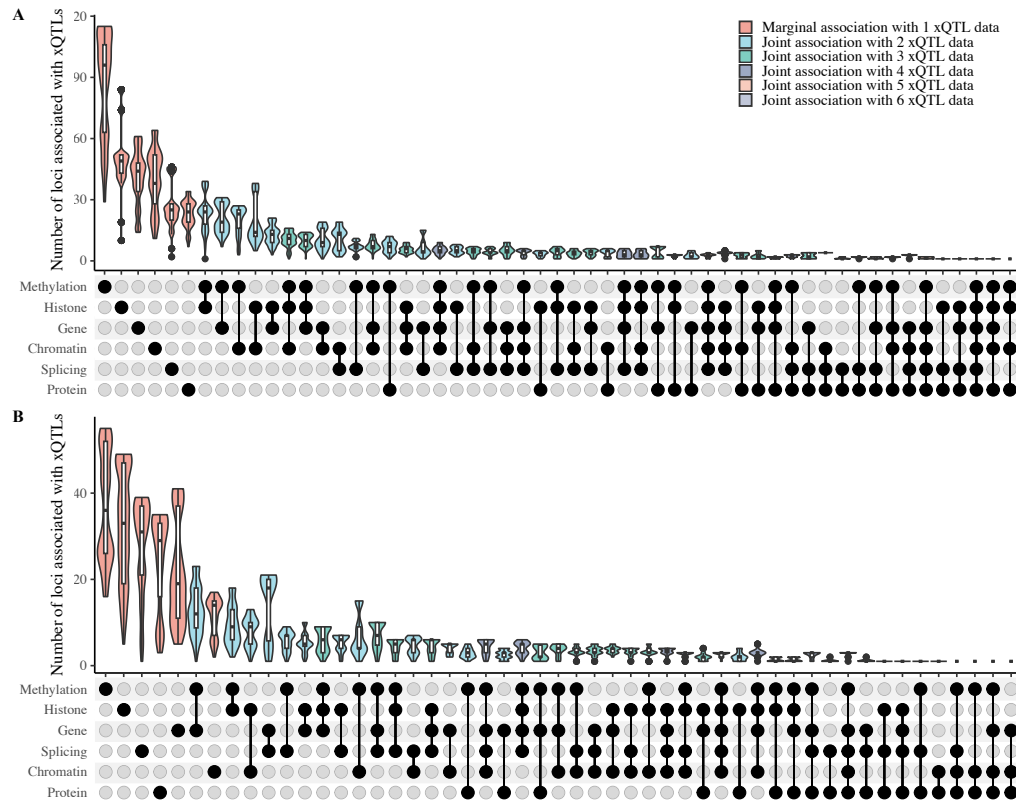 A
Number of loci associated with xQTLs
20
90
60
30
0
Marginal association with 1 xQTL data
Joint association with 2 xQTL data
Joint association with 3 xQTL data
Joint association with 4 xQTL data
Joint association with 5 xQTL data
Joint association with 6 xQTL data
Methylation
Histone
Gene
Chromatin
Splicing
Protein
B
Number of loci associated with xQTLs
40
20
0
Methylation
Histone
Gene
Splicing
Chromatin
Protein